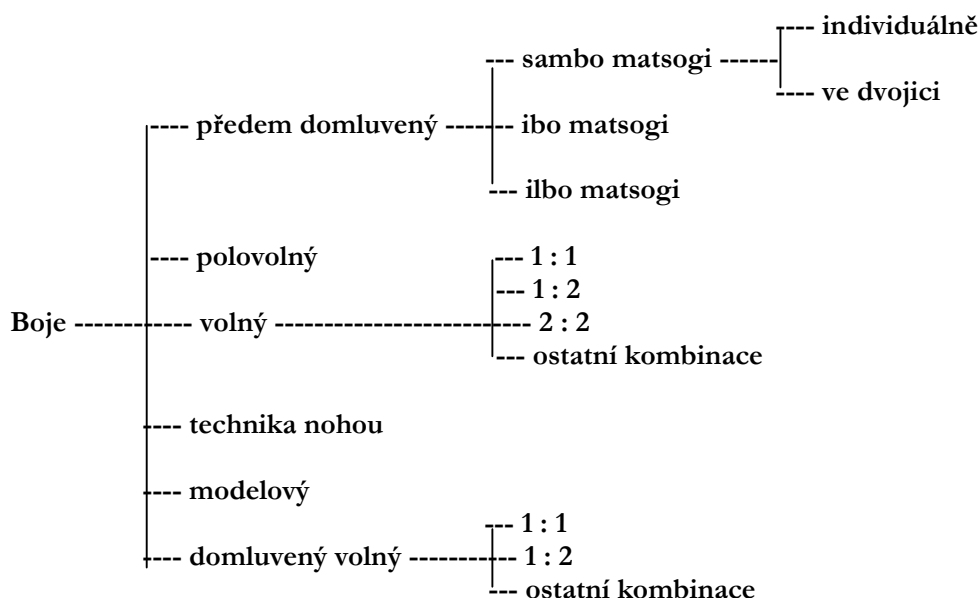 individuálně
sambo matsogi
ve dvojici
předem domluvený
ibo matsogi
ilbo matsogi
polovolný
1 : 1
1 : 2
Boje
volný
2 : 2
ostatní kombinace
technika nohou
modelový
1 : 1
domluvený volný
1 : 2
ostatní kombinace